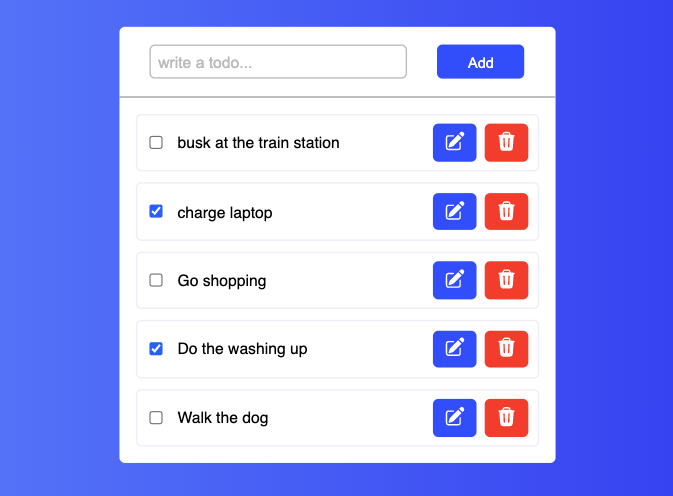 write a todo...
Add
busk at the train station
charge laptop
Go shopping
Do the washing up
Walk the dog